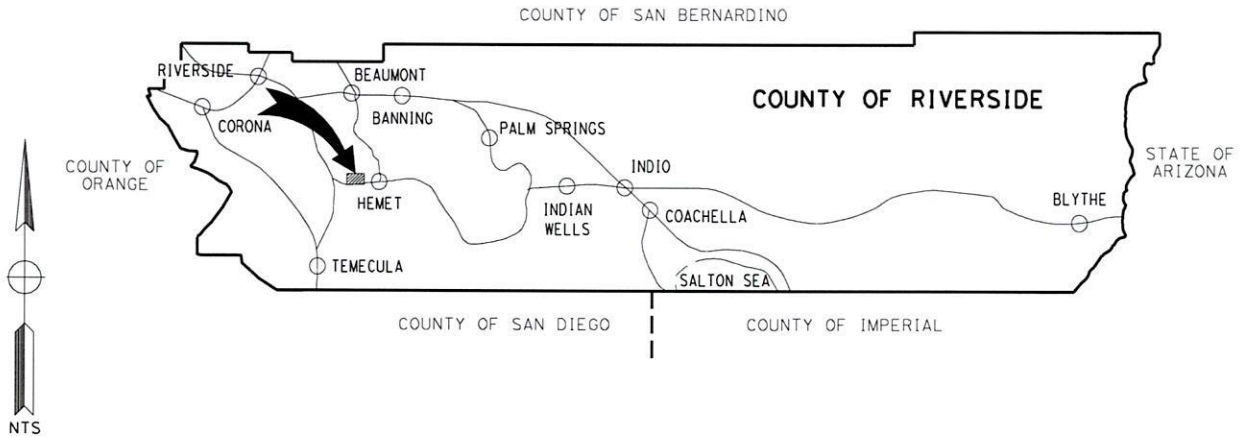 COUNTY OF SAN BERNARDINO
RIVERSIDE
BEAUMONT
COUNTY OF RIVERSIDE
CORONA
BANNING
PALM SPRINGS
COUNTY OF
ORANGE
INDIO
STATE OF
ARIZONA
HEMET
INDIAN
WELLS
COACHELLA
BLYTHE
TEMECULA
SALTON SEA
COUNTY OF SAN DIEGO
COUNTY OF IMPERIAL
NTS